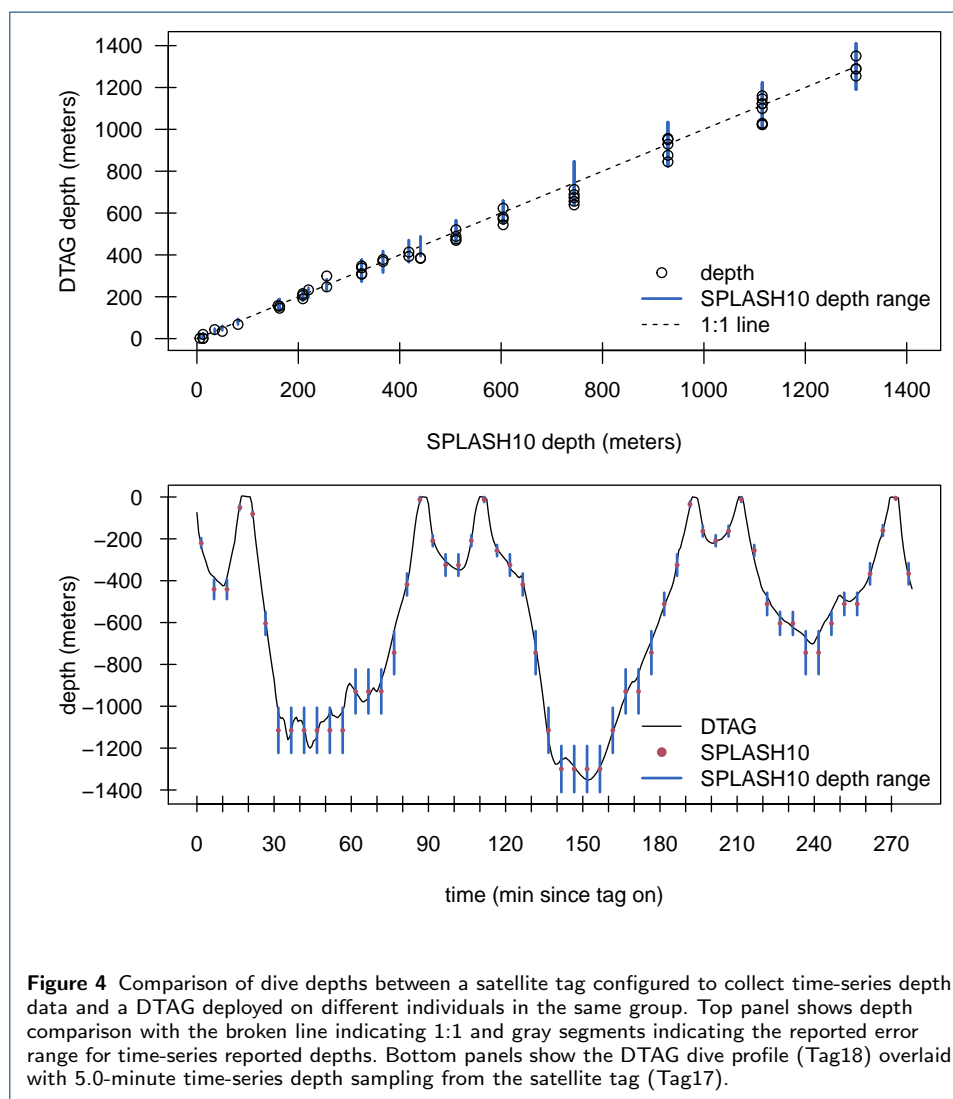 1400
1200
1000
800
600
400
200
0
DTAG depth (meters)
depth
SPLASH10 depth range
1:1 line
0 200 400 600 800 1000 1200 1400
SPLASH10 depth (meters)
0
−200
−400
−600
−800
−1000
−1200
−1400
depth (meters)
DTAG
SPLASH10
SPLASH10 depth range
0 30 60 90 120 150 180 210 240 270
time (min since tag on)
Figure 4 Comparison of dive depths between a satellite tag configured to collect time-series depth
data and a DTAG deployed on different individuals in the same group. Top panel shows depth
comparison with the broken line indicating 1:1 and gray segments indicating the reported error
range for time-series reported depths. Bottom panels show the DTAG dive profile (Tag18) overlaid
with 5.0-minute time-series depth sampling from the satellite tag (Tag17).